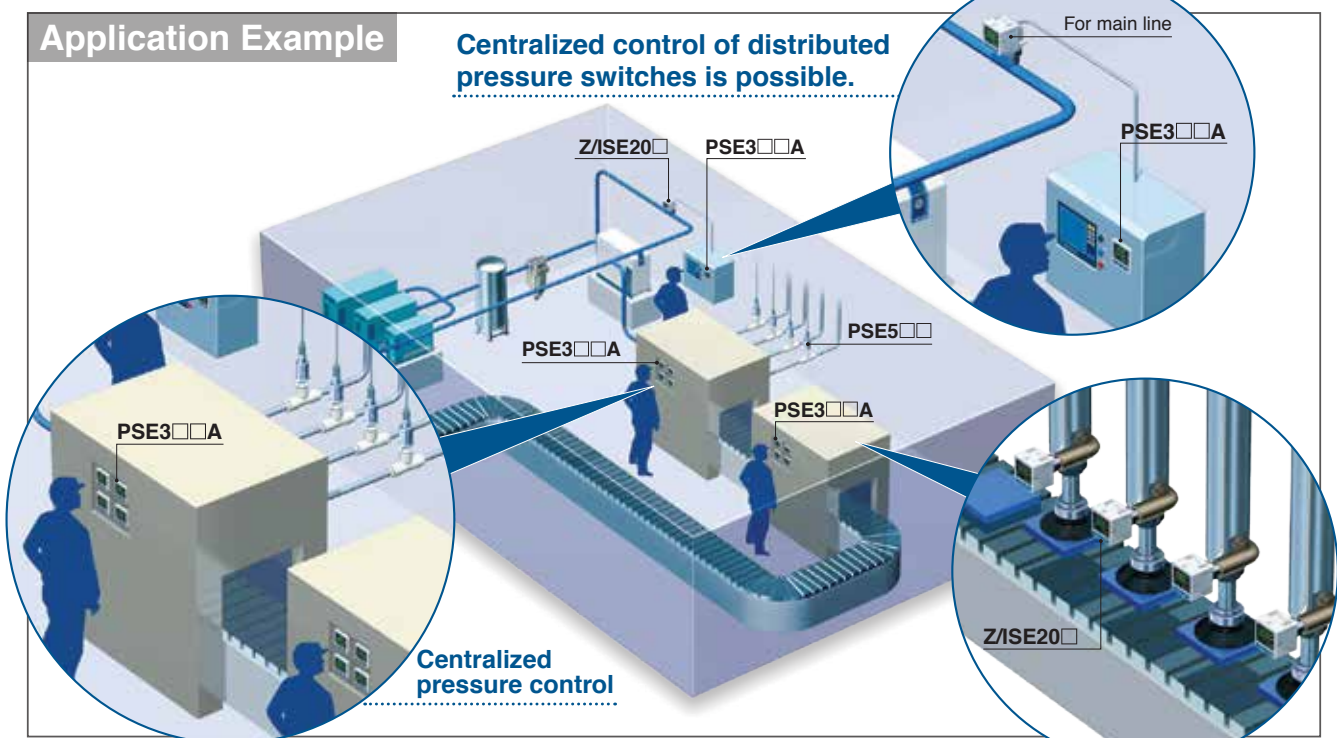 Application Example
Centralized control of distributed
pressure switches is possible.
For main line
PSE3□□A
Z/ISE20□
PSE3□□A
PSE5□□
PSE3□□A
PSE3□□A
PSE3□□A
Z/ISE20□
Centralized
pressure control